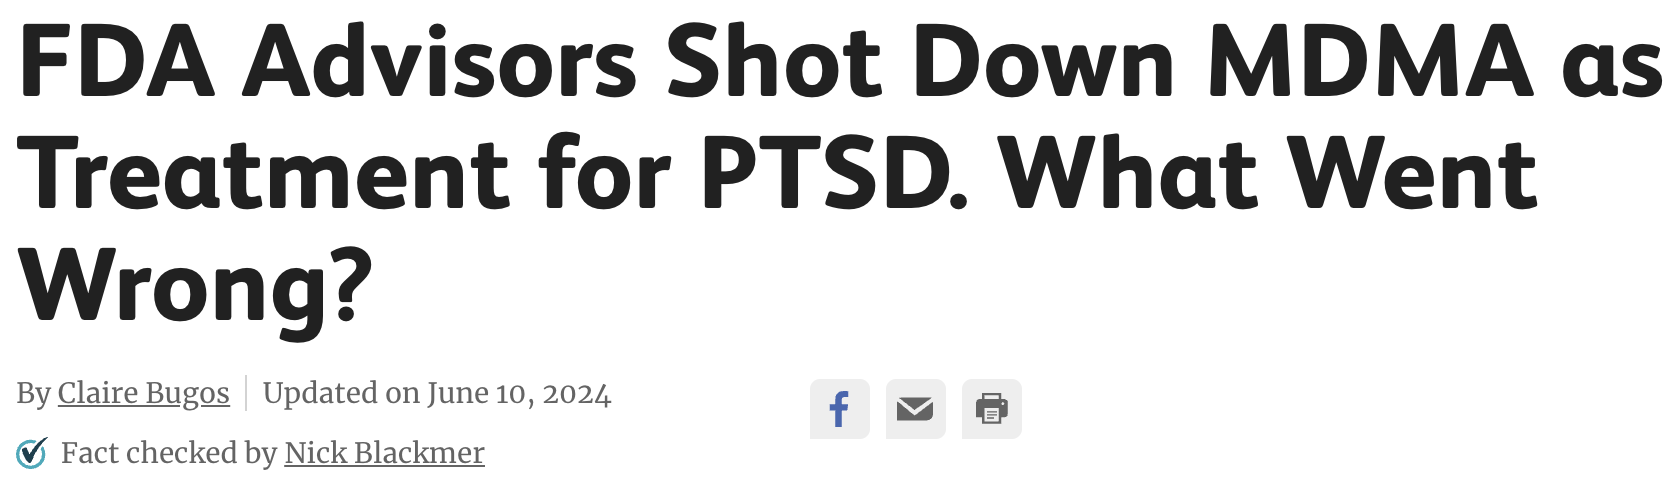 FDA Advisors Shot Down MDMA as
Treatment for PTSD. What Went
Wrong?
By Claire Bugos | Updated on June 10, 2024
Fact checked by Nick Blackmer